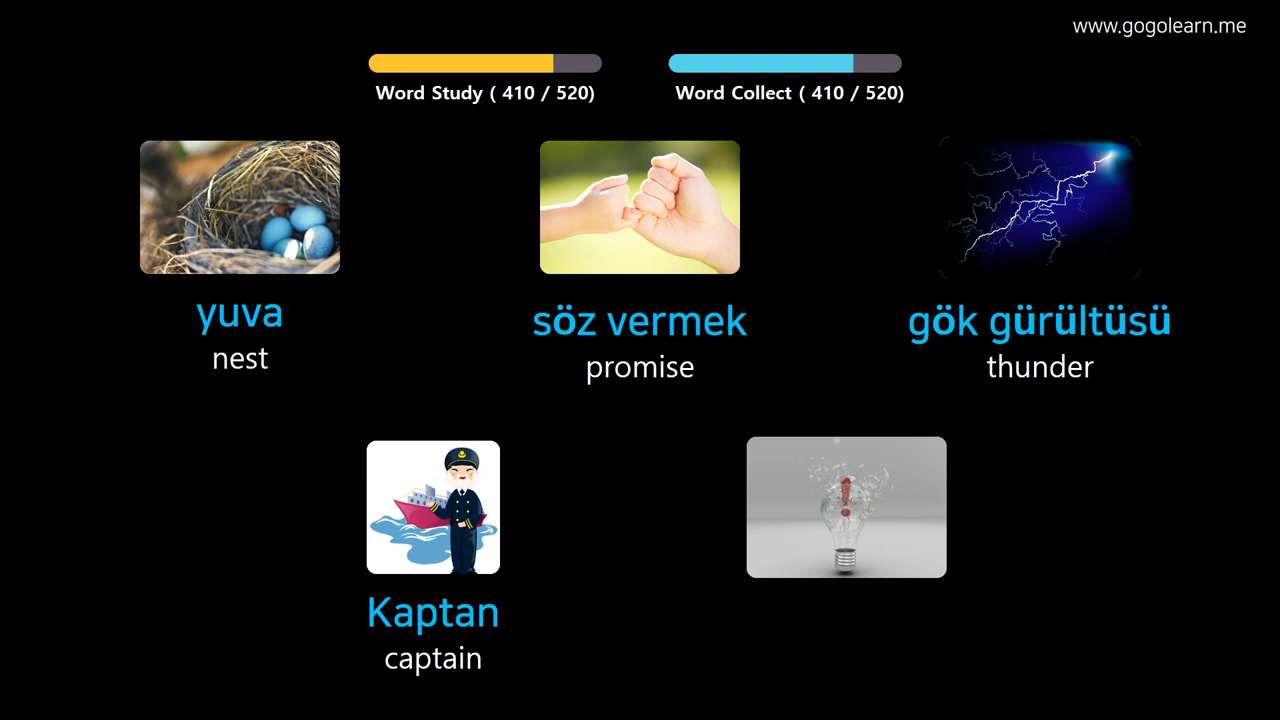 www.gogolearn.me
Word Study ( 410 / 520)
Word Collect ( 410 / 520)
yuva
nest
söz vermek
promise
gök gürültüsü
thunder
Kaptan
captain